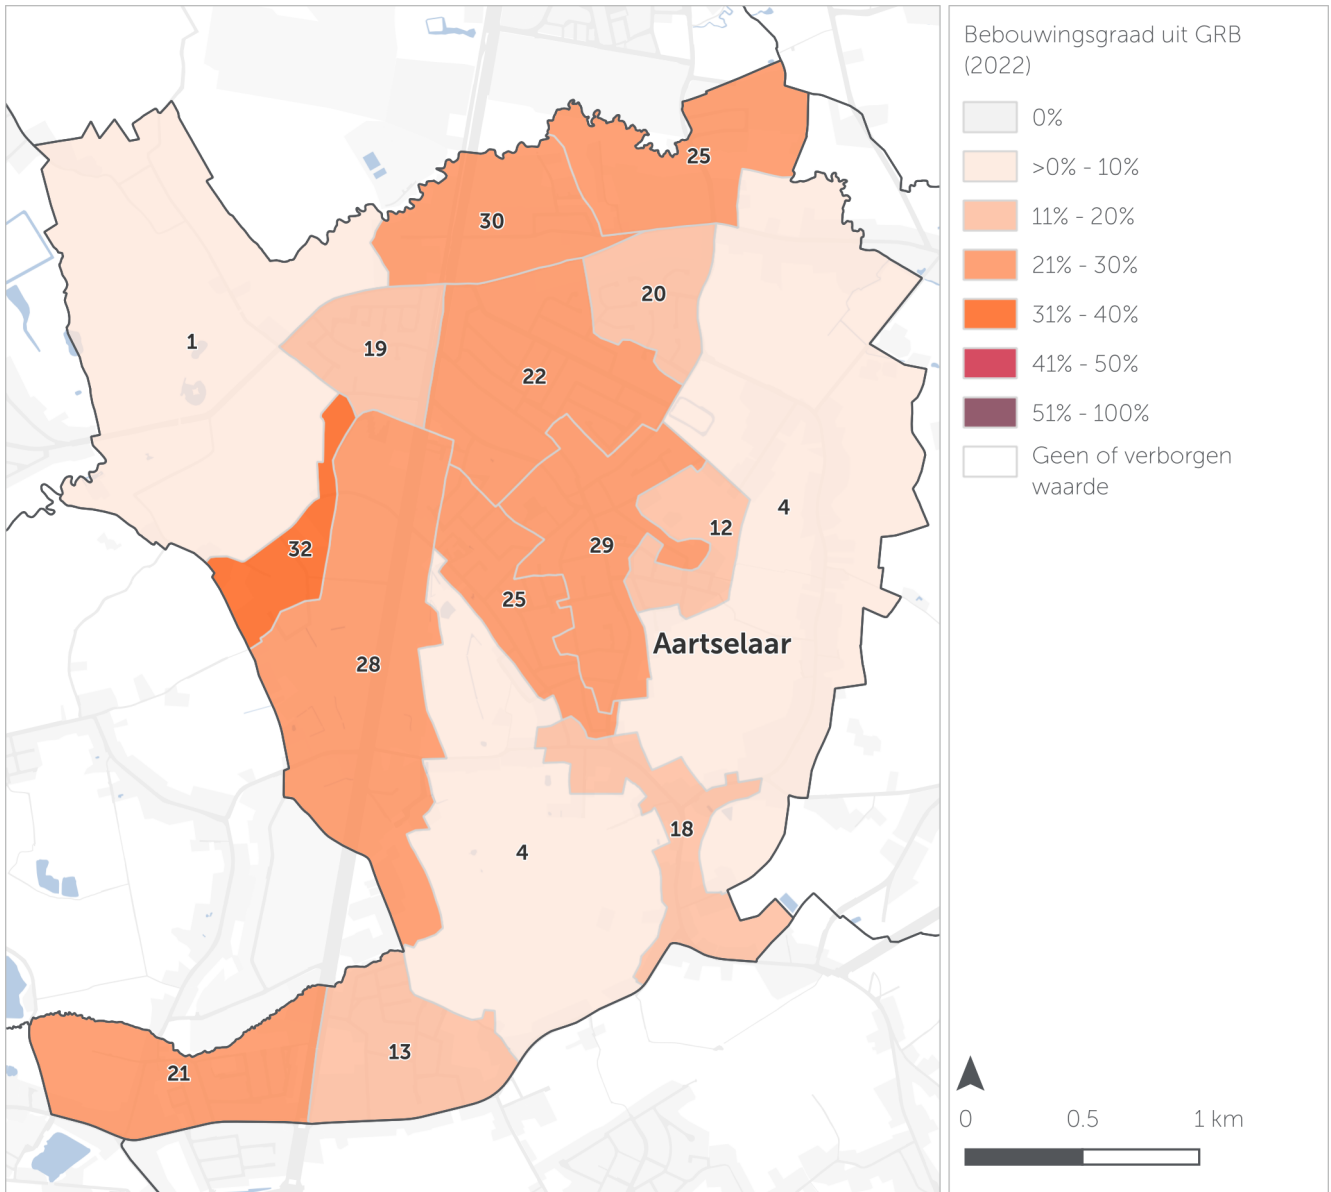 25
30
20
1
19
22
4
12
29
32
25
Aartselaar
28
18
4
13
21
Bebouwingsgraad uit GRB
(2022)
0%
>0% - 10%
11% - 20%
21% - 30%
31% - 40%
41% - 50%
51% - 100%
Geen of verborgen
waarde
0 0.5 1 km